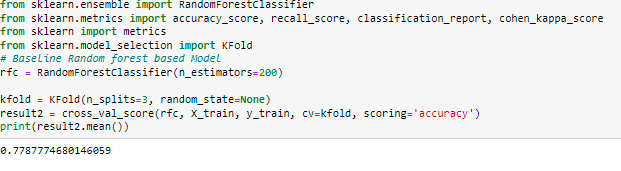 from sklearn.ensemble import RandomForestClassifier
from sklearn.metrics import accuracy_score, recall_score, classification_report, cohen_kappa_score
from sklearn import metrics
from sklearn.model_selection import KFold
# Baseline Random forest based Model
rfc = RandomForestClassifier(n_estimators=200)
kfold = KFold(n_splits=3, random_state=None)
result2 = cross_val_score(rfc, X_train, y_train, cv=kfold, scoring='accuracy')
print(result2.mean())
0.7787774680146059